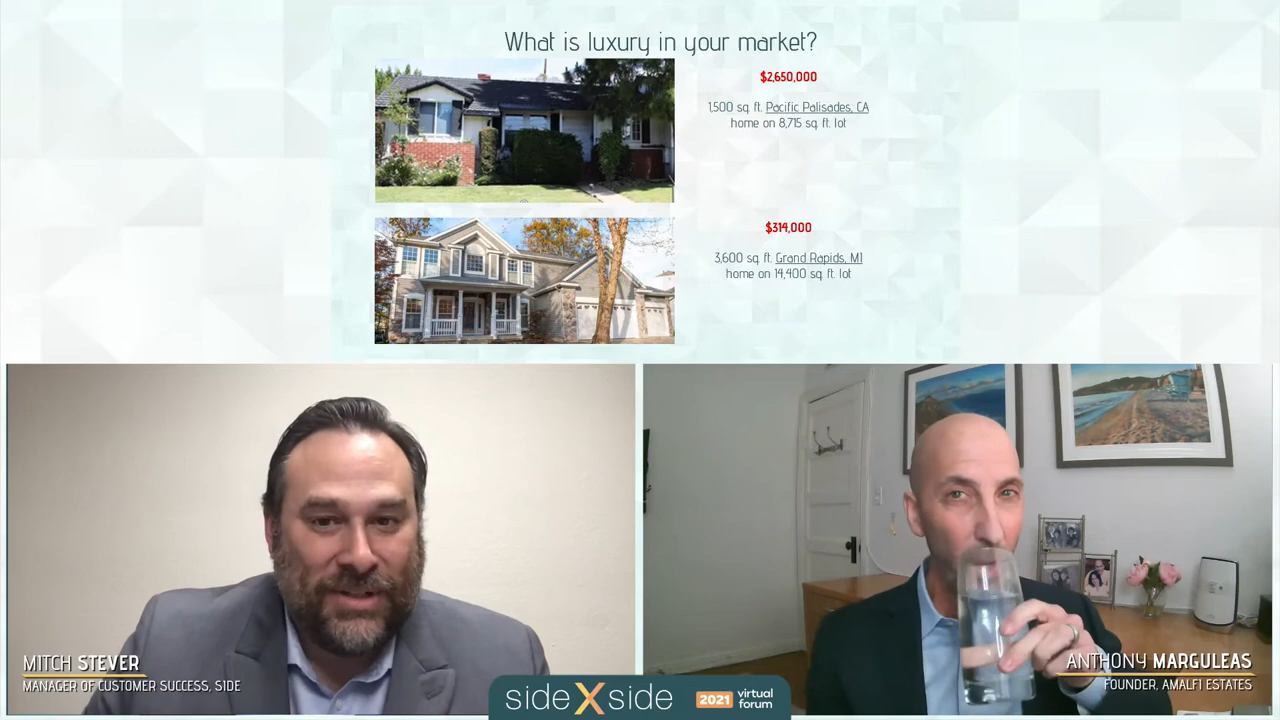 What is luxury in your market?
$2,650,000
1,500 sq. ft. Pacific Palisades, CA
home on 8,715 sq. ft. lot
$314,000
3,600 sq. ft. Grand Rapids, MI
home on 14,400 sq. ft. lot
MITCH STEVER
MANAGER OF CUSTOMER SUCCESS, SIDE
ANTHONY MARGULEAS
FOUNDER, AMALFI ESTATES
side X side
2021 virtual
forum